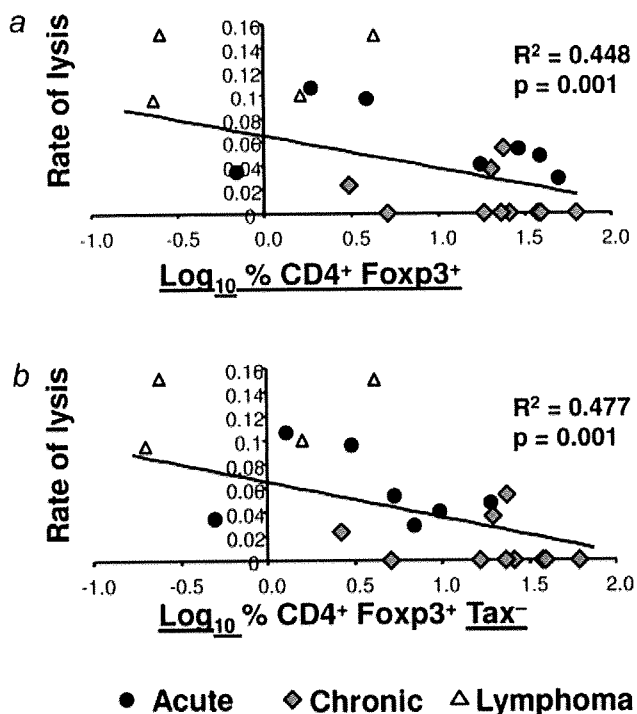 a
Rate of lysis
0.16
0.14
0.12
0.1
0.08
0.06
0.04
0.02
0
R² = 0.448
p = 0.001
-1.0 -0.5 0.0 0.5 1.0 1.5 2.0
Log₁₀ % CD4⁺ Foxp3⁺
b
Rate of lysis
0.16
0.14
0.12
0.1
0.08
0.06
0.04
0.02
0
R² = 0.477
p = 0.001
-1.0 -0.5 0.0 0.5 1.0 1.5 2.0
Log₁₀ % CD4⁺ Foxp3⁺ Tax⁻
Acute Chronic Lymphoma